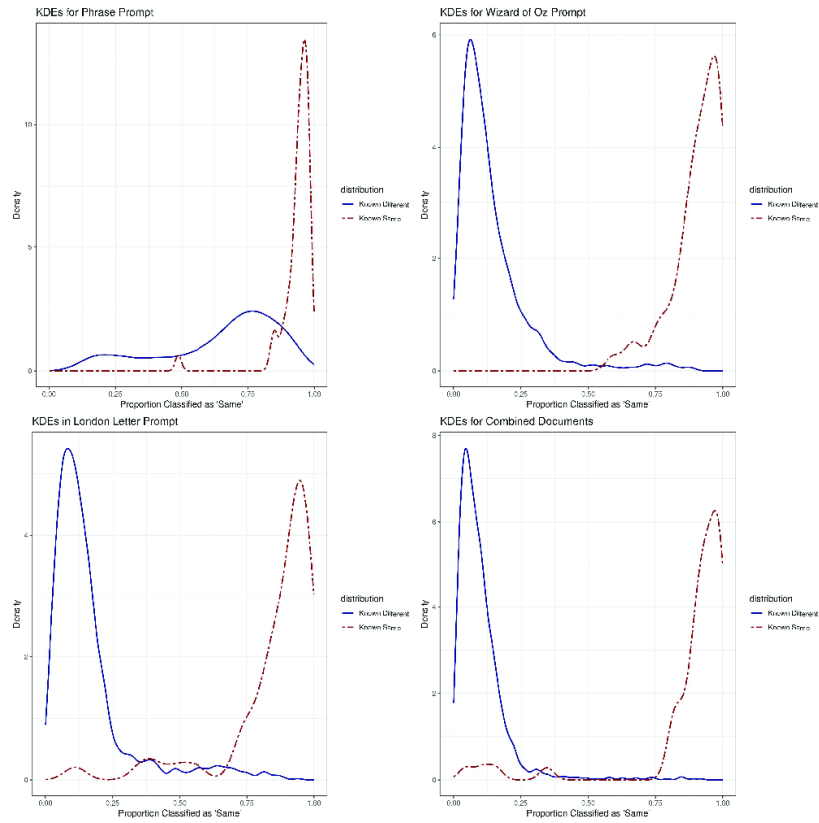 KDEs for Phrase Prompt
10
5
0
Density
0.00 0.25 0.50 0.75 1.00
Proportion Classified as 'Same'
distribution
Known Different
Known Same
KDEs for Wizard of Oz Prompt
6
4
2
0
Density
0.00 0.25 0.50 0.75 1.00
Proportion Classified as 'Same'
distribution
Known Different
Known Same
KDEs in London Letter Prompt
4
2
0
Density
0.00 0.25 0.50 0.75 1.00
Proportion Classified as 'Same'
distribution
Known Different
Known Same
KDEs for Combined Documents
8
6
4
2
0
Density
0.00 0.25 0.50 0.75 1.00
Proportion Classified as 'Same'
distribution
Known Different
Known Same